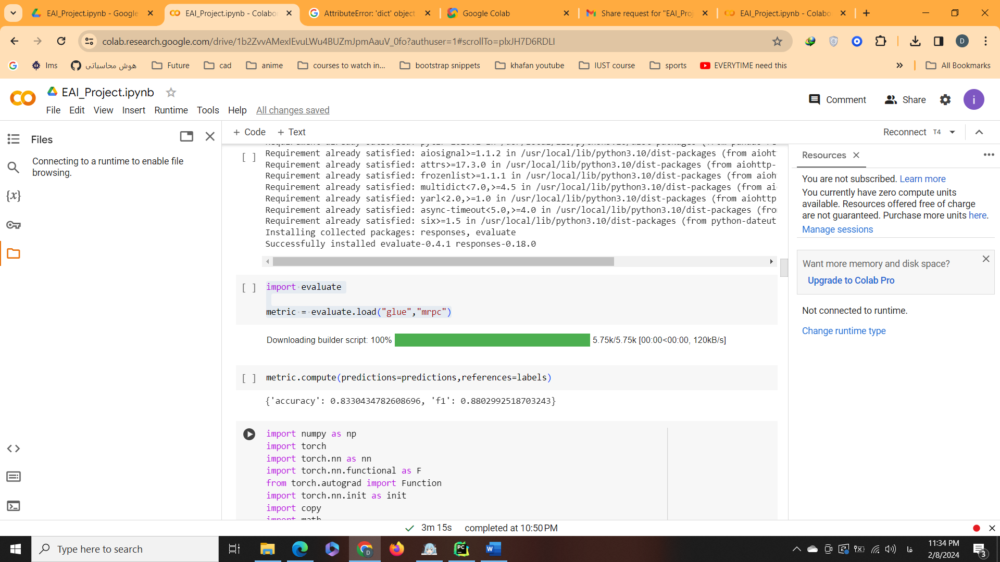 EAI_Project.ipynb - Google
EAI_Project.ipynb - Colabo
AttributeError: 'dict' object
Google Colab
Share request for "EAI_Proj
EAI_Project.ipynb - Colabo
colab.research.google.com/drive/1b2ZvvAMexIEvuLWu4BUZmJpmAauV_0fo?authuser=1#scrollTo=plxJH7D6RDLI
D
lms
هوش محاسباتی
Future
cad
anime
courses to watch in...
bootstrap snippets
khafan youtube
IUST course
sports
EVERYTIME need this
All Bookmarks
EAI_Project.ipynb
File Edit View Insert Runtime Tools Help All changes saved
Comment
Share
i
Files
Connecting to a runtime to enable file
browsing.
+ Code + Text
Reconnect T4
[ ]
Requirement already satisfied: aiosignal>=1.1.2 in /usr/local/lib/python3.10/dist-packages (from aioht
Requirement already satisfied: attrs>=17.3.0 in /usr/local/lib/python3.10/dist-packages (from aiohttp-
Requirement already satisfied: frozenlist>=1.1.1 in /usr/local/lib/python3.10/dist-packages (from aioh
Requirement already satisfied: multidict<7.0,>=4.5 in /usr/local/lib/python3.10/dist-packages (from ai
Requirement already satisfied: yarl<2.0,>=1.0 in /usr/local/lib/python3.10/dist-packages (from aiohttp
Requirement already satisfied: async-timeout<5.0,>=4.0 in /usr/local/lib/python3.10/dist-packages (fro
Requirement already satisfied: six>=1.5 in /usr/local/lib/python3.10/dist-packages (from python-dateut
Installing collected packages: responses, evaluate
Successfully installed evaluate-0.4.1 responses-0.18.0
[ ] import evaluate
metric = evaluate.load("glue","mrpc")
Downloading builder script: 100% 5.75k/5.75k [00:00<00:00, 120kB/s]
[ ] metric.compute(predictions=predictions,references=labels)
{'accuracy': 0.8330434782608696, 'f1': 0.8802992518703243}
import numpy as np
import torch
import torch.nn as nn
import torch.nn.functional as F
from torch.autograd import Function
import torch.nn.init as init
import copy
import math
Resources
You are not subscribed. Learn more
You currently have zero compute units
available. Resources offered free of charge
are not guaranteed. Purchase more units here.
Manage sessions
Want more memory and disk space?
Upgrade to Colab Pro
Not connected to runtime.
Change runtime type
3m 15s completed at 10:50 PM
Type here to search
فا
11:34 PM
2/8/2024
3